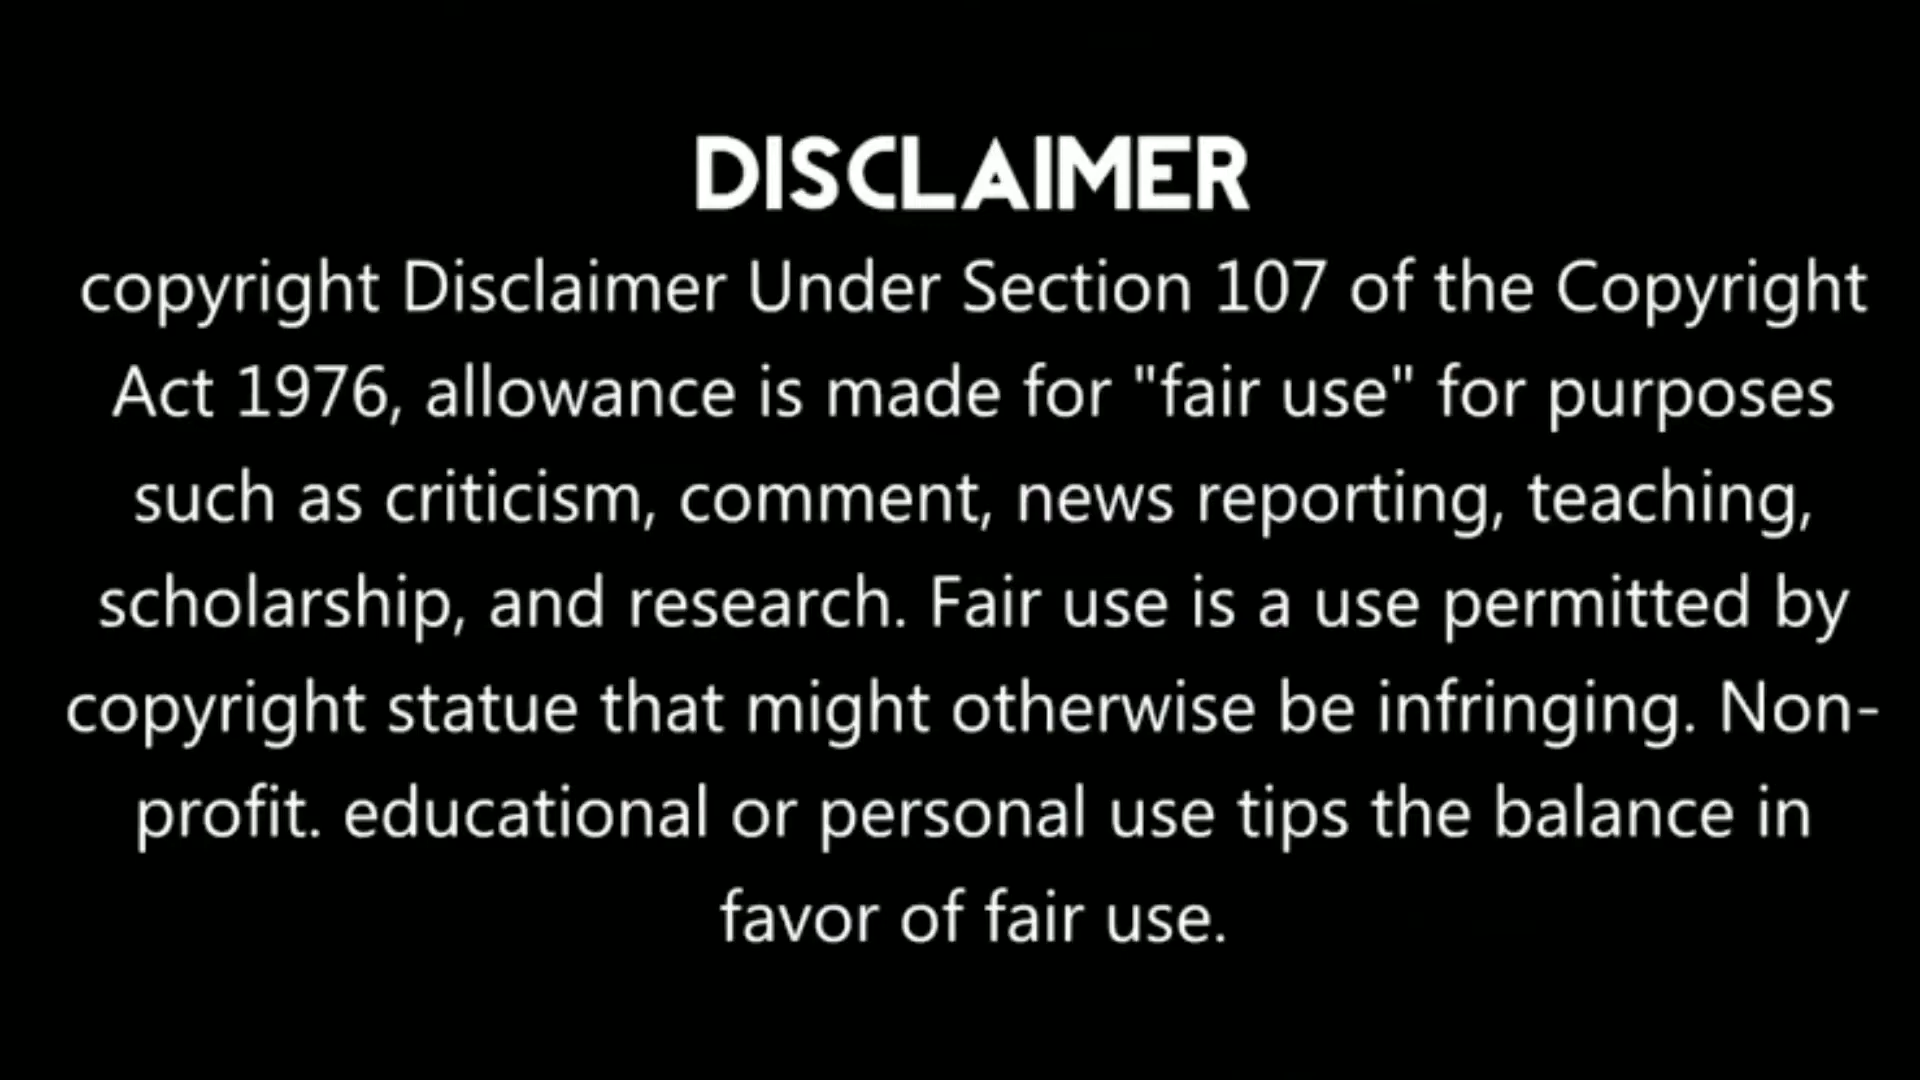 DISCLAIMER
copyright Disclaimer Under Section 107 of the Copyright
Act 1976, allowance is made for "fair use" for purposes
such as criticism, comment, news reporting, teaching,
scholarship, and research. Fair use is a use permitted by
copyright statue that might otherwise be infringing. Non-
profit. educational or personal use tips the balance in
favor of fair use.